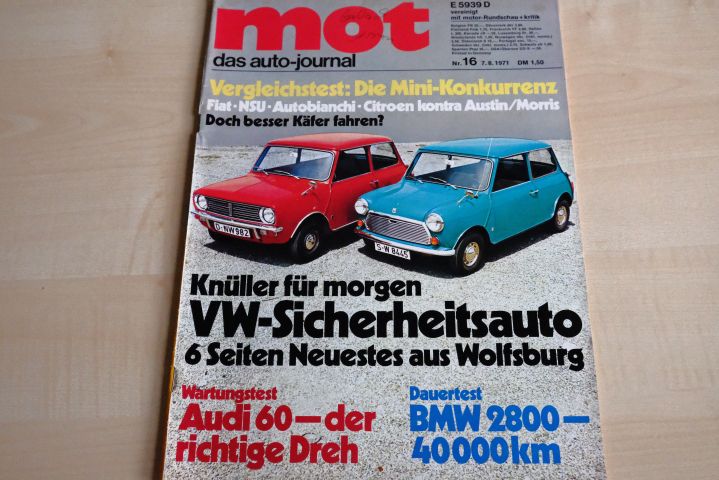 mot
das auto-journal
E 5939 D
vereinigt
mit motor-Rundschau + kritik
Nr. 16 7. 8. 1971 DM 1,50
Vergleichstest: Die Mini-Konkurrenz
Fiat · NSU · Autobianchi · Citroen kontra Austin/Morris
Doch besser Käfer fahren?
D-NW 982
S-W 8445
Knüller für morgen
VW-Sicherheitsauto
6 Seiten Neuestes aus Wolfsburg
Wartungstest
Audi 60 – der
richtige Dreh
Dauertest
BMW 2800 –
40 000 km